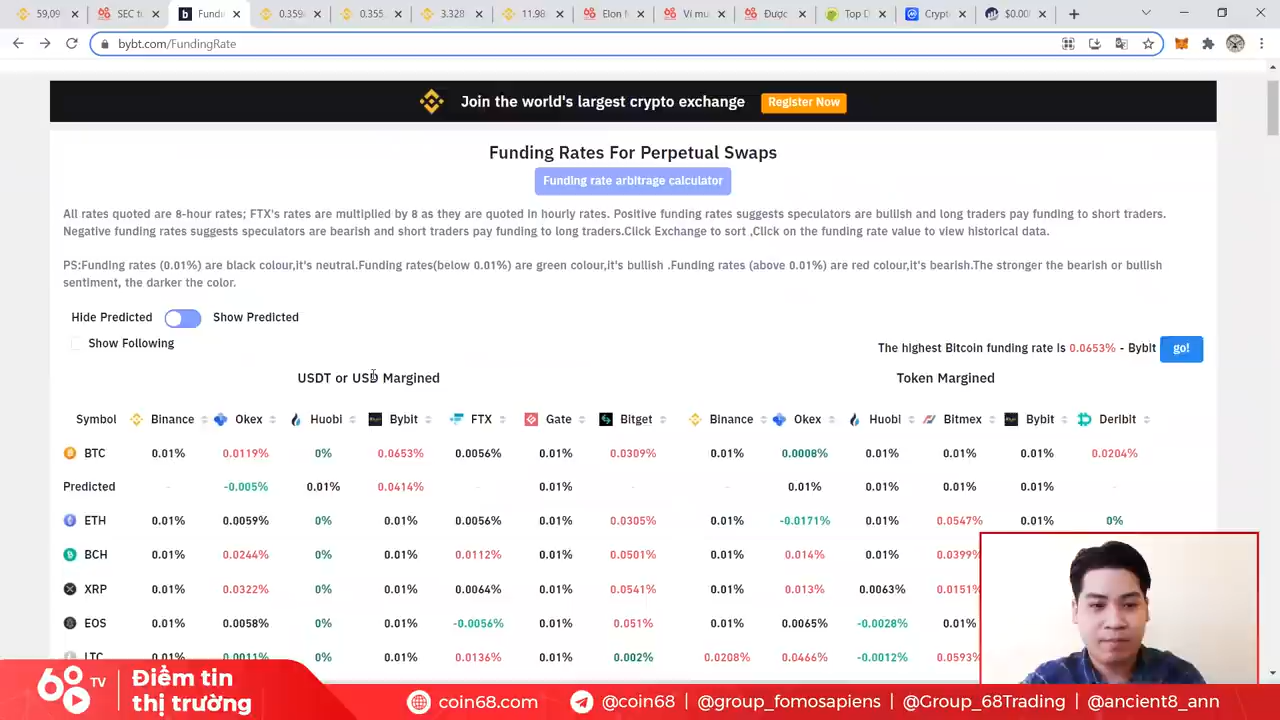 59,09
SEC t
Fundi
0.359
0.355
3.328
11.98
Elon M
Ví mu
Được
Top D
Crypt
$0.00
bybt.com/FundingRate
Join the world's largest crypto exchange Register Now
Funding Rates For Perpetual Swaps
Funding rate arbitrage calculator
All rates quoted are 8-hour rates; FTX's rates are multiplied by 8 as they are quoted in hourly rates. Positive funding rates suggests speculators are bullish and long traders pay funding to short traders.
Negative funding rates suggests speculators are bearish and short traders pay funding to long traders.Click Exchange to sort ,Click on the funding rate value to view historical data.
PS:Funding rates (0.01%) are black colour,it's neutral.Funding rates(below 0.01%) are green colour,it's bullish .Funding rates (above 0.01%) are red colour,it's bearish.The stronger the bearish or bullish
sentiment, the darker the color.
Hide Predicted Show Predicted
Show Following
The highest Bitcoin funding rate is 0.0653% - Bybit go!
USDT or USD Margined Token Margined
Symbol Binance Okex Huobi Bybit FTX Gate Bitget Binance Okex Huobi Bitmex Bybit Deribit
BTC 0.01% 0.0119% 0% 0.0653% 0.0056% 0.01% 0.0309% 0.01% 0.0008% 0.01% 0.01% 0.01% 0.0204%
Predicted - -0.005% 0.01% 0.0414% - 0.01% - - 0.01% 0.01% 0.01% 0.01% -
ETH 0.01% 0.0059% 0% 0.01% 0.0056% 0.01% 0.0305% 0.01% -0.0171% 0.01% 0.0547% 0.01% 0%
BCH 0.01% 0.0244% 0% 0.01% 0.0112% 0.01% 0.0501% 0.01% 0.014% 0.01% 0.0399%
XRP 0.01% 0.0322% 0% 0.01% 0.0064% 0.01% 0.0541% 0.01% 0.013% 0.0063% 0.0151%
EOS 0.01% 0.0058% 0% 0.01% -0.0056% 0.01% 0.051% 0.01% 0.0065% -0.0028% 0.01%
LTC 0.01% 0.0011% 0% 0.01% 0.0136% 0.01% 0.002% 0.0208% 0.0466% -0.0012% 0.0593%
68 TV
Điểm tin
thị trường
coin68.com @coin68 | @group_fomosapiens | @Group_68Trading | @ancient8_ann